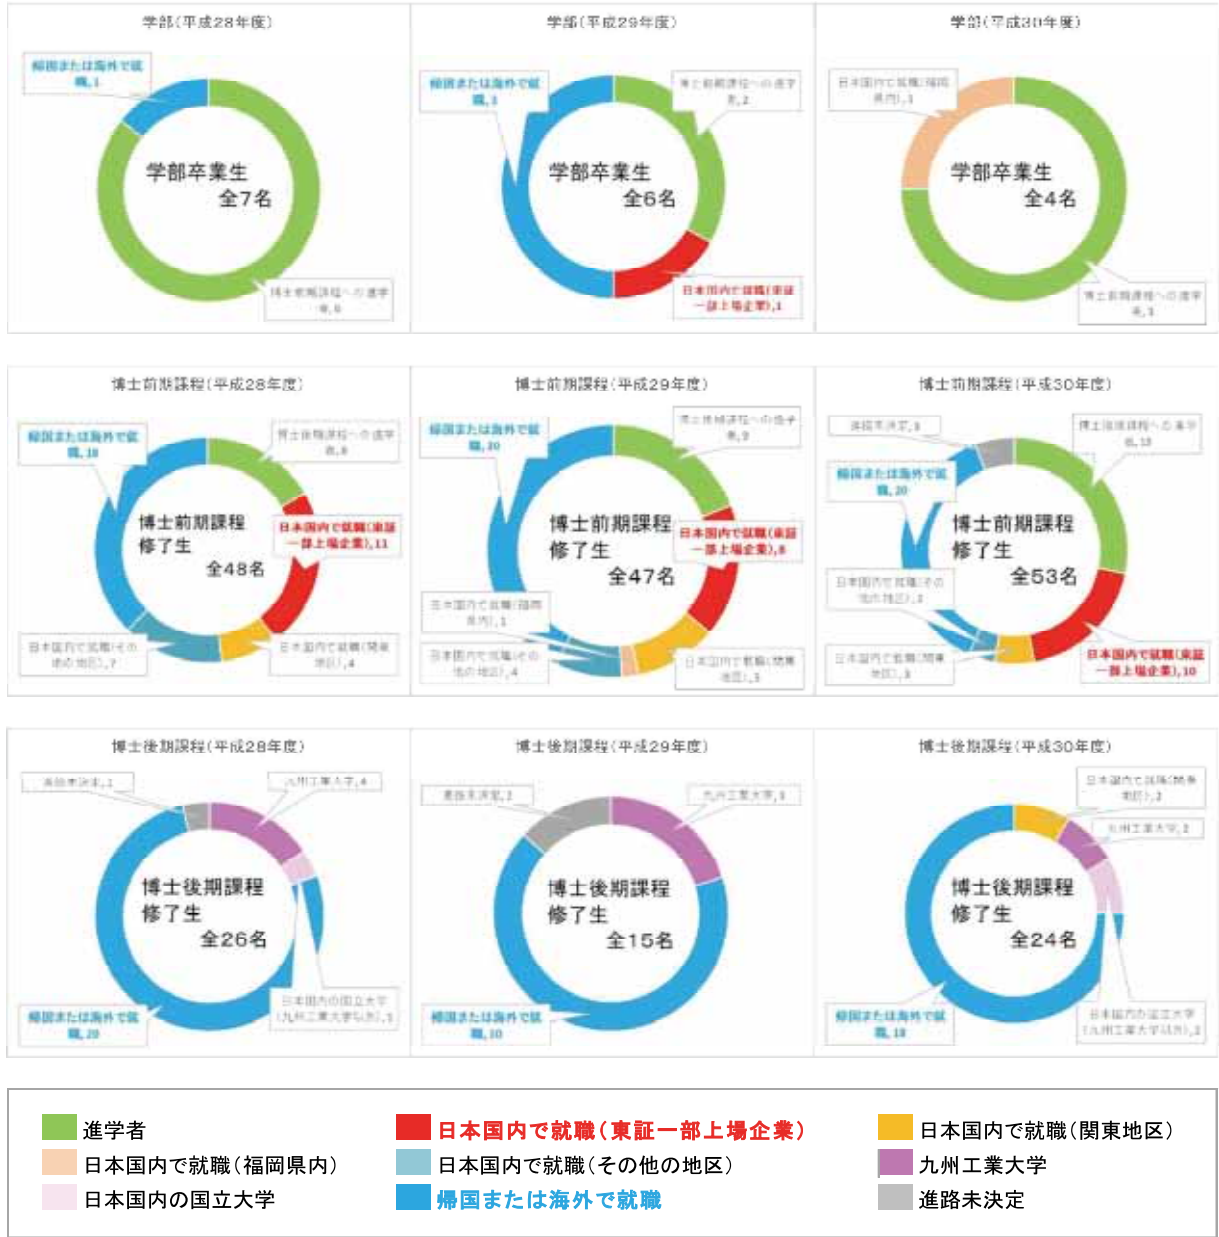 学部(平成28年度)
学部(平成29年度)
学部(平成30年度)
帰国または海外で就
職,1
学部卒業生
全7名
博士前期課程への進学
者,6
帰国または海外で就
職,3
博士前期課程への進学
者,2
学部卒業生
全6名
日本国内で就職(東証
一部上場企業),1
日本国内で就職(福岡
県内),1
学部卒業生
全4名
博士前期課程への進学
者,3
博士前期課程(平成28年度)
博士前期課程(平成29年度)
博士前期課程(平成30年度)
帰国または海外で就
職,18
博士後期課程への進学
者,8
博士前期課程
修了生
全48名
日本国内で就職(東証
一部上場企業),11
日本国内で就職(その
他の地区),7
日本国内で就職(関東
地区),4
帰国または海外で就
職,20
博士後期課程への進学
者,9
博士前期課程
修了生
全47名
日本国内で就職(東証
一部上場企業),8
日本国内で就職(福岡
県内),1
日本国内で就職(その
他の地区),4
日本国内で就職(関東
地区),5
進路未決定,
博士後期課程への進学
者,
帰国または海外で就
職,20
博士前期課程
修了生
全53名
日本国内で就職(その
他の地区),2
日本国内で就職(関東
地区),3
日本国内で就職(東証
一部上場企業),10
博士後期課程(平成28年度)
博士後期課程(平成29年度)
博士後期課程(平成30年度)
進路未決定,1
九州工業大学,4
博士後期課程
修了生
全26名
帰国または海外で就
職,20
日本国内の国立大学
(九州工業大学以外),1
進路未決定,2
九州工業大学,3
博士後期課程
修了生
全15名
帰国または海外で就
職,10
日本国内で就職(関東
地区),2
九州工業大学,2
博士後期課程
修了生
全24名
帰国または海外で就
職,18
日本国内の国立大学
(九州工業大学以外),2
進学者
日本国内で就職(東証一部上場企業)
日本国内で就職(関東地区)
日本国内で就職(福岡県内)
日本国内で就職(その他の地区)
九州工業大学
日本国内の国立大学
帰国または海外で就職
進路未決定